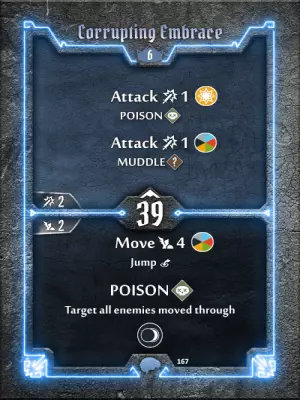 Corrupting Embrace
6
Attack 1
POISON
Attack 1
MUDDLE ?
2
39
2
Move 4
Jump
POISON
Target all enemies moved through
167